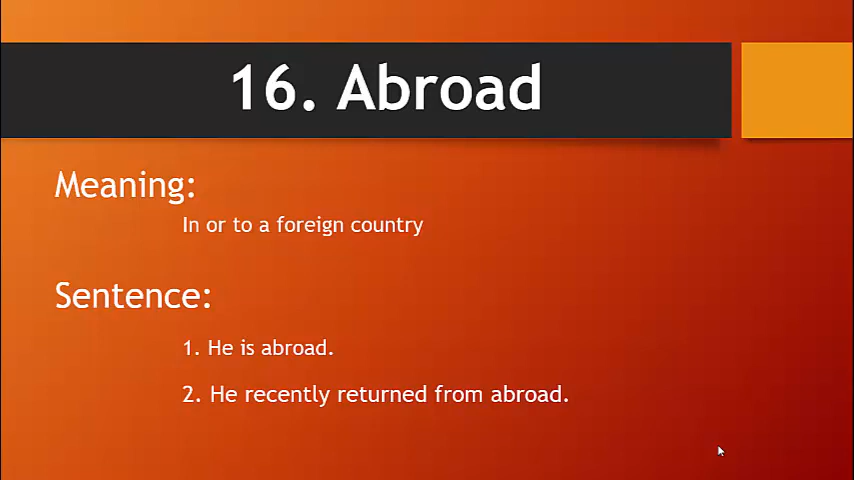 16. Abroad
Meaning:
In or to a foreign country
Sentence:
1. He is abroad.
2. He recently returned from abroad.